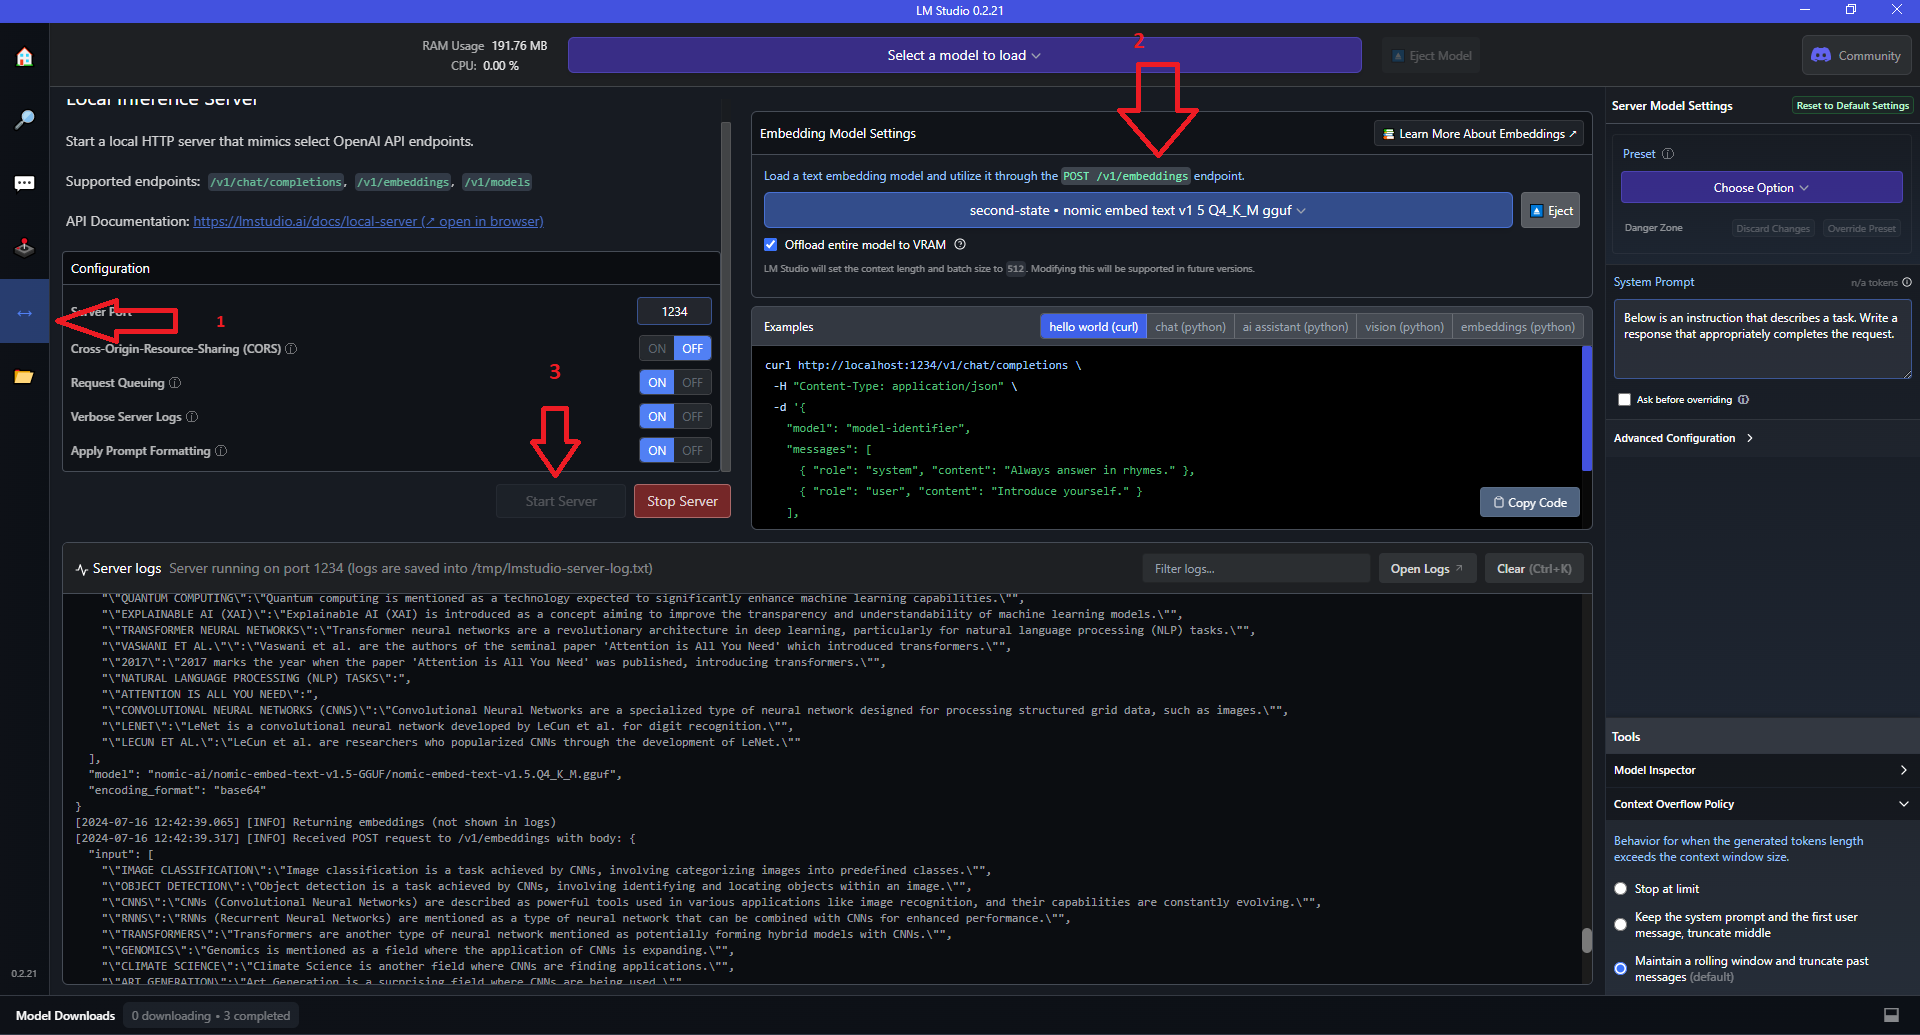 LM Studio 0.2.21
RAM Usage 191.76 MB
CPU: 0.00 %
Select a model to load
2
Eject Model
Community
Local Inference Server
Start a local HTTP server that mimics select OpenAI API endpoints.
Supported endpoints: /v1/chat/completions, /v1/embeddings, /v1/models
API Documentation: https://lmstudio.ai/docs/local-server (↗ open in browser)
Configuration
Server Port
1234
1
Cross-Origin-Resource-Sharing (CORS)
ON OFF
Request Queuing
ON OFF
Verbose Server Logs
ON OFF
Apply Prompt Formatting
ON OFF
3
Start Server
Stop Server
Embedding Model Settings
Learn More About Embeddings ↗
Load a text embedding model and utilize it through the POST /v1/embeddings endpoint.
second-state • nomic embed text v1 5 Q4_K_M gguf
Eject
Offload entire model to VRAM
LM Studio will set the context length and batch size to 512. Modifying this will be supported in future versions.
Examples
hello world (curl) chat (python) ai assistant (python) vision (python) embeddings (python)
curl http://localhost:1234/v1/chat/completions \
-H "Content-Type: application/json" \
-d '{
"model": "model-identifier",
"messages": [
{ "role": "system", "content": "Always answer in rhymes." },
{ "role": "user", "content": "Introduce yourself." }
],
Copy Code
Server logs Server running on port 1234 (logs are saved into /tmp/lmstudio-server-log.txt)
Filter logs...
Open Logs ↗
Clear (Ctrl+K)
"\"QUANTUM COMPUTING\":\"Quantum computing is mentioned as a technology expected to significantly enhance machine learning capabilities.\"",
"\"EXPLAINABLE AI (XAI)\":\"Explainable AI (XAI) is introduced as a concept aiming to improve the transparency and understandability of machine learning models.\"",
"\"TRANSFORMER NEURAL NETWORKS\":\"Transformer neural networks are a revolutionary architecture in deep learning, particularly for natural language processing (NLP) tasks.\"",
"\"VASWANI ET AL.\"\":\"Vaswani et al. are the authors of the seminal paper 'Attention is All You Need' which introduced transformers.\"",
"\"2017\":\"2017 marks the year when the paper 'Attention is All You Need' was published, introducing transformers.\"",
"\"NATURAL LANGUAGE PROCESSING (NLP) TASKS\":",
"\"ATTENTION IS ALL YOU NEED\":",
"\"CONVOLUTIONAL NEURAL NETWORKS (CNNS)\":\"Convolutional Neural Networks are a specialized type of neural network designed for processing structured grid data, such as images.\"",
"\"LENET\":\"LeNet is a convolutional neural network developed by LeCun et al. for digit recognition.\"",
"\"LECUN ET AL.\":\"LeCun et al. are researchers who popularized CNNs through the development of LeNet.\""
],
"model": "nomic-ai/nomic-embed-text-v1.5-GGUF/nomic-embed-text-v1.5.Q4_K_M.gguf",
"encoding_format": "base64"
}
[2024-07-16 12:42:39.065] [INFO] Returning embeddings (not shown in logs)
[2024-07-16 12:42:39.317] [INFO] Received POST request to /v1/embeddings with body: {
"input": [
"\"IMAGE CLASSIFICATION\":\"Image classification is a task achieved by CNNs, involving categorizing images into predefined classes.\"",
"\"OBJECT DETECTION\":\"Object detection is a task achieved by CNNs, involving identifying and locating objects within an image.\"",
"\"CNNS\":\"CNNs (Convolutional Neural Networks) are described as powerful tools used in various applications like image recognition, and their capabilities are constantly evolving.\"",
"\"RNNS\":\"RNNs (Recurrent Neural Networks) are mentioned as a type of neural network that can be combined with CNNs for enhanced performance.\"",
"\"TRANSFORMERS\":\"Transformers are another type of neural network mentioned as potentially forming hybrid models with CNNs.\"",
"\"GENOMICS\":\"Genomics is mentioned as a field where the application of CNNs is expanding.\"",
"\"CLIMATE SCIENCE\":\"Climate Science is another field where CNNs are finding applications.\"",
"\"ART GENERATION\":\"Art Generation is a surprising field where CNNs are being used.\""
Server Model Settings
Reset to Default Settings
Preset
Choose Option
Danger Zone
Discard Changes
Override Preset
System Prompt
n/a tokens
Below is an instruction that describes a task. Write a
response that appropriately completes the request.
Ask before overriding
Advanced Configuration
Tools
Model Inspector
Context Overflow Policy
Behavior for when the generated tokens length
exceeds the context window size.
Stop at limit
Keep the system prompt and the first user
message, truncate middle
Maintain a rolling window and truncate past
messages (default)
0.2.21
Model Downloads 0 downloading • 3 completed